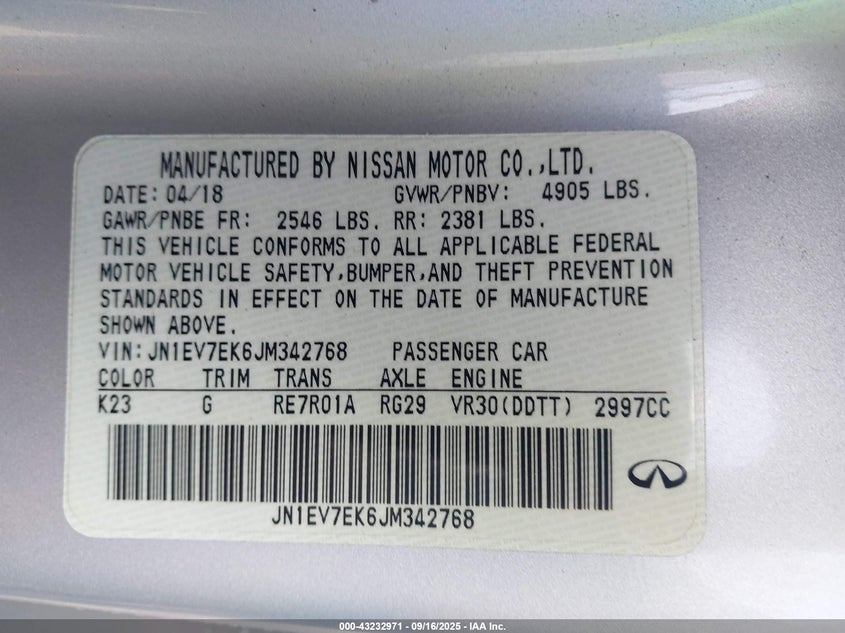 MANUFACTURED BY NISSAN MOTOR CO.,LTD.
DATE: 04/18 GVWR/PNBV: 4905 LBS.
GAWR/PNBE FR: 2546 LBS. RR: 2381 LBS.
THIS VEHICLE CONFORMS TO ALL APPLICABLE FEDERAL
MOTOR VEHICLE SAFETY,BUMPER,AND THEFT PREVENTION
STANDARDS IN EFFECT ON THE DATE OF MANUFACTURE
SHOWN ABOVE.
VIN: JN1EV7EK6JM342768 PASSENGER CAR
COLOR TRIM TRANS AXLE ENGINE
K23 G RE7R01A RG29 VR30(DDTT) 2997CC
JN1EV7EK6JM342768
000-43232971 - 09/16/2025 - IAA Inc.